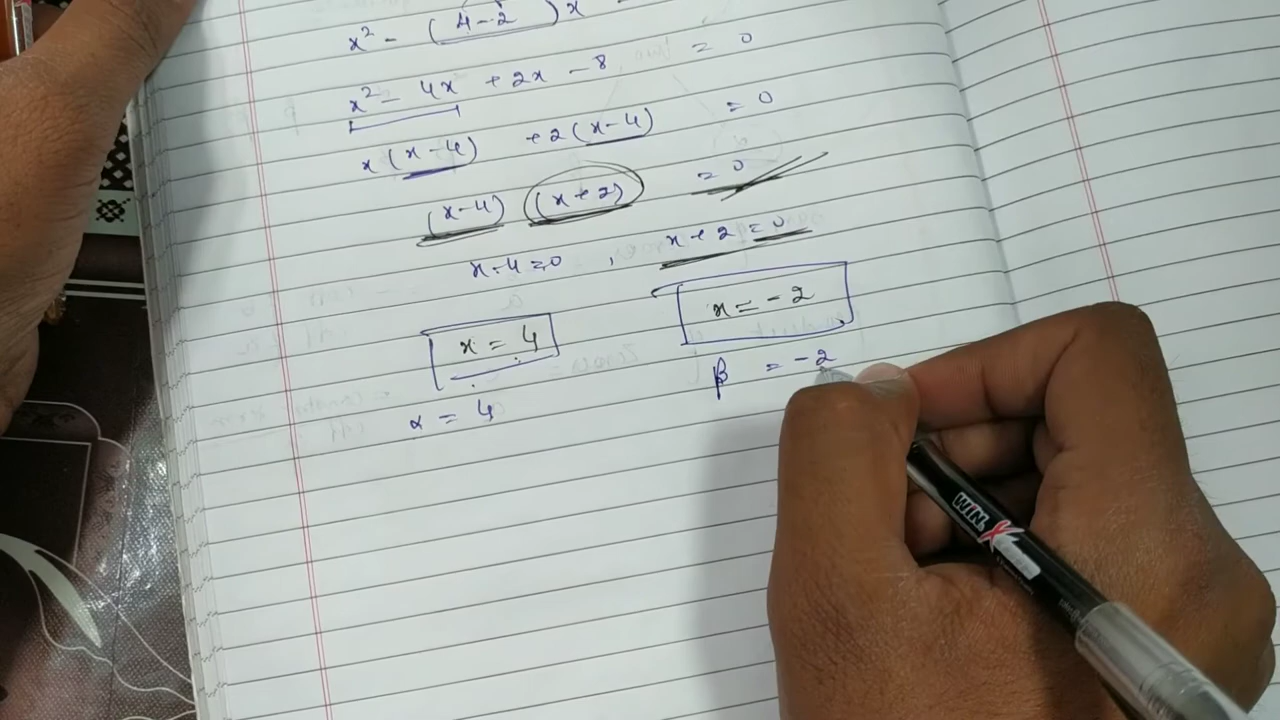 x² - (4-2)x
x² - 4x + 2x - 8 = 0
x(x-4) + 2(x-4) = 0
(x-4) (x+2) = 0
x-4=0 , x+2=0
x = 4 x = -2
α = 4 β = -2
WIN X